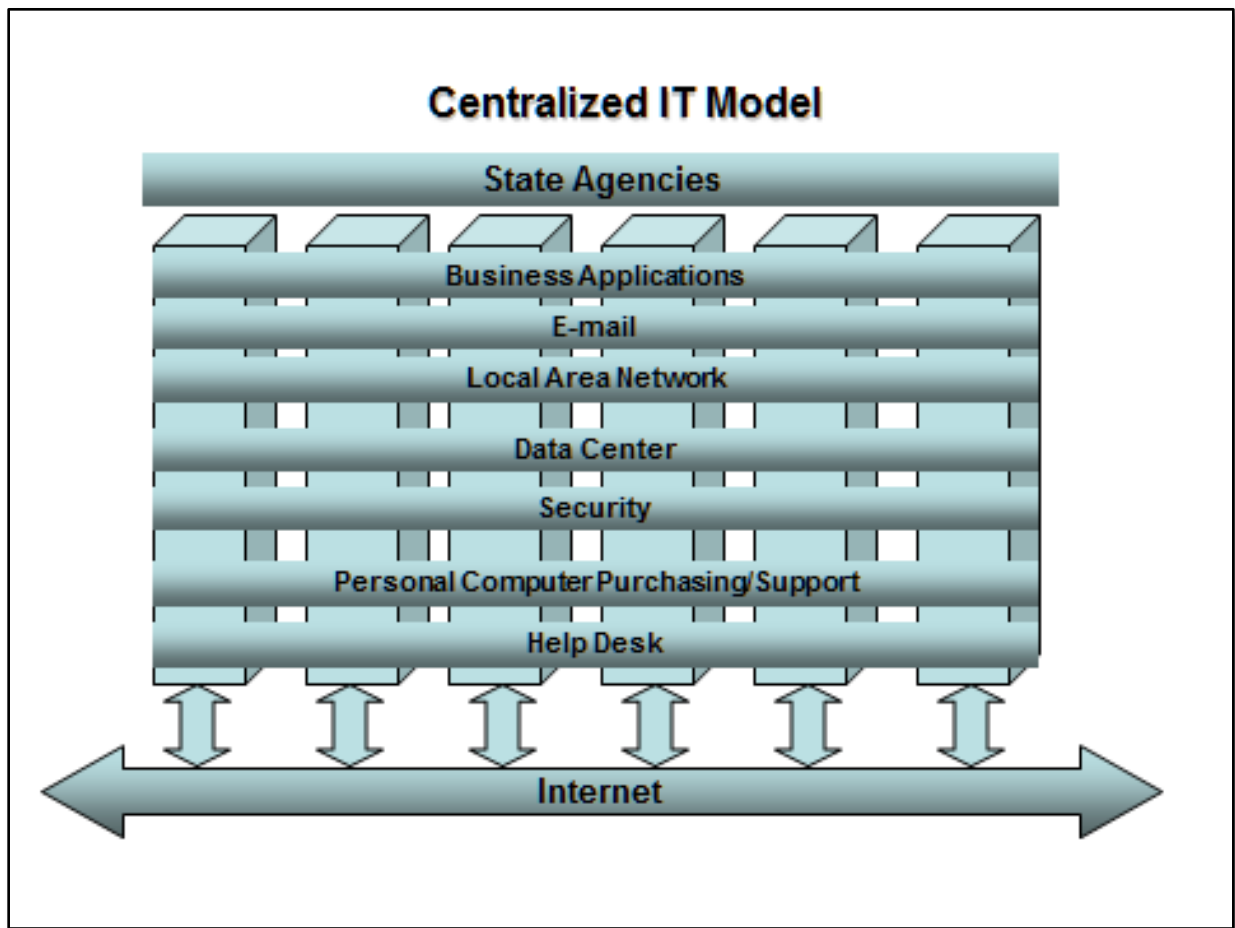 Centralized IT Model
State Agencies
Business Applications
E-mail
Local Area Network
Data Center
Security
Personal Computer Purchasing/Support
Help Desk
Internet